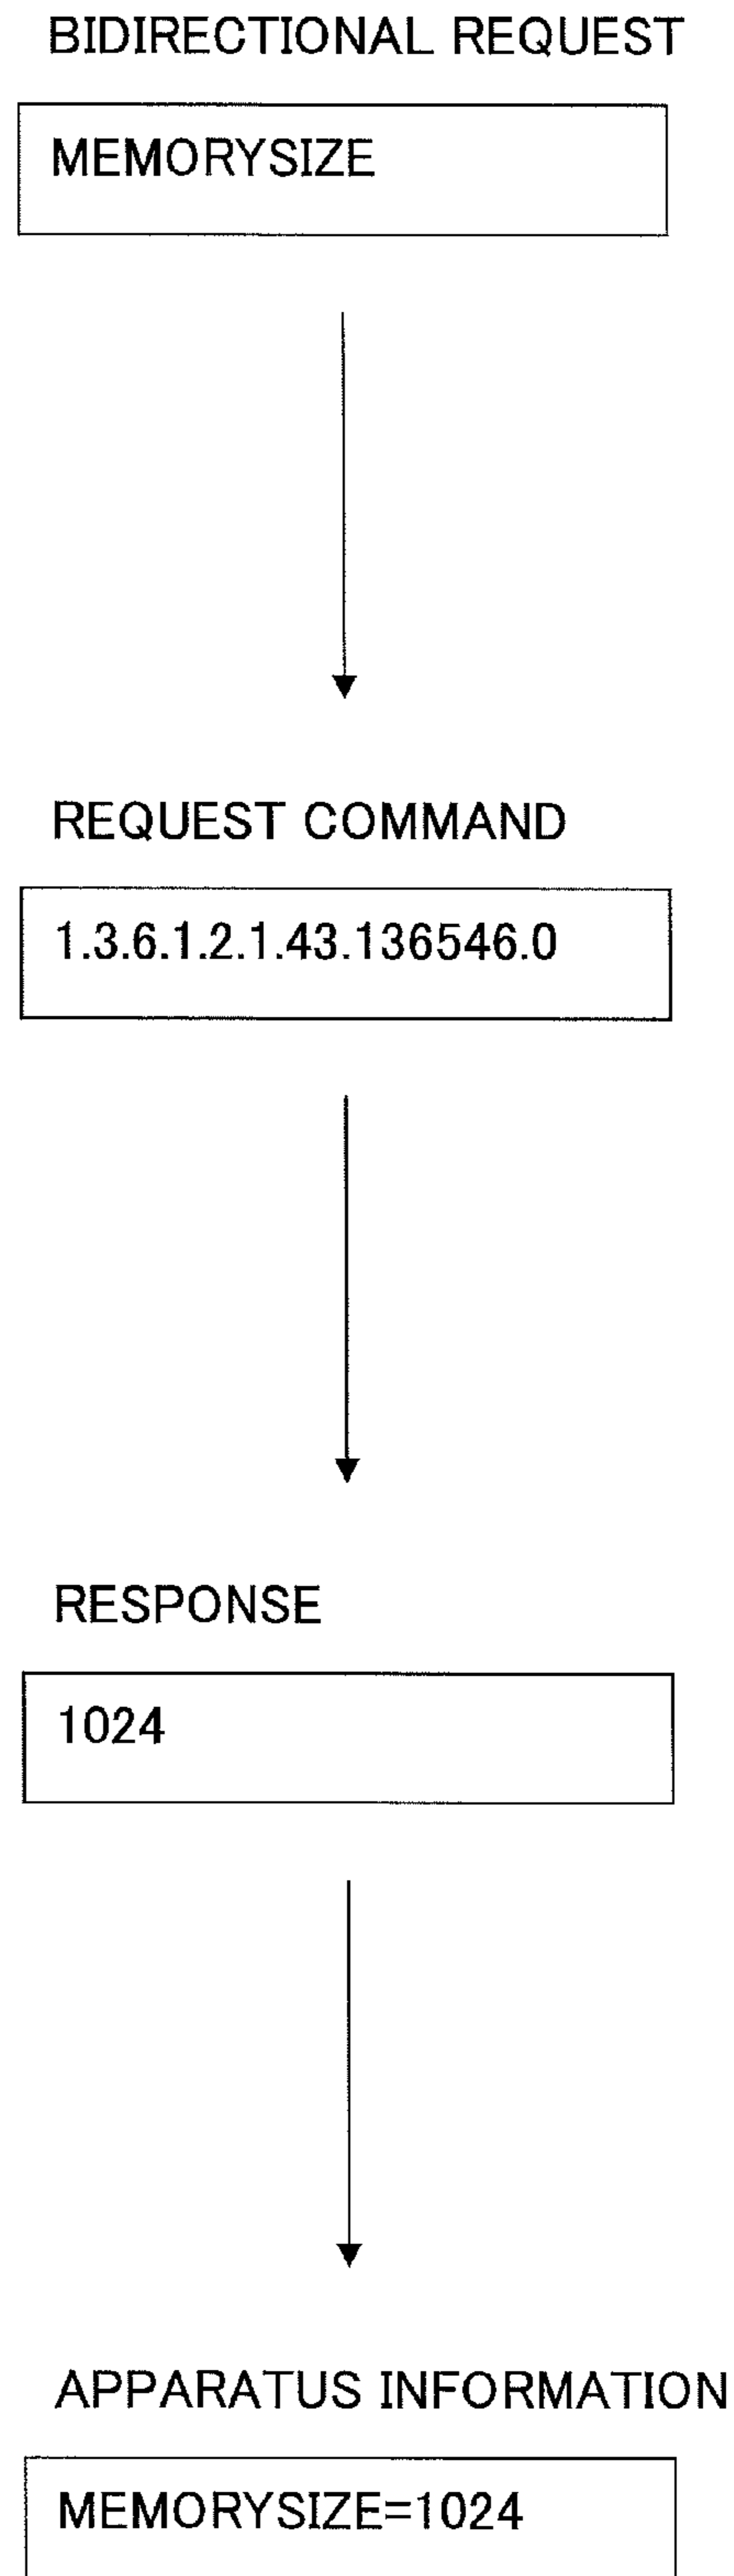 BIDIRECTIONAL REQUEST
MEMORYSIZE
REQUEST COMMAND
1.3.6.1.2.1.43.136546.0
RESPONSE
1024
APPARATUS INFORMATION
MEMORYSIZE=1024